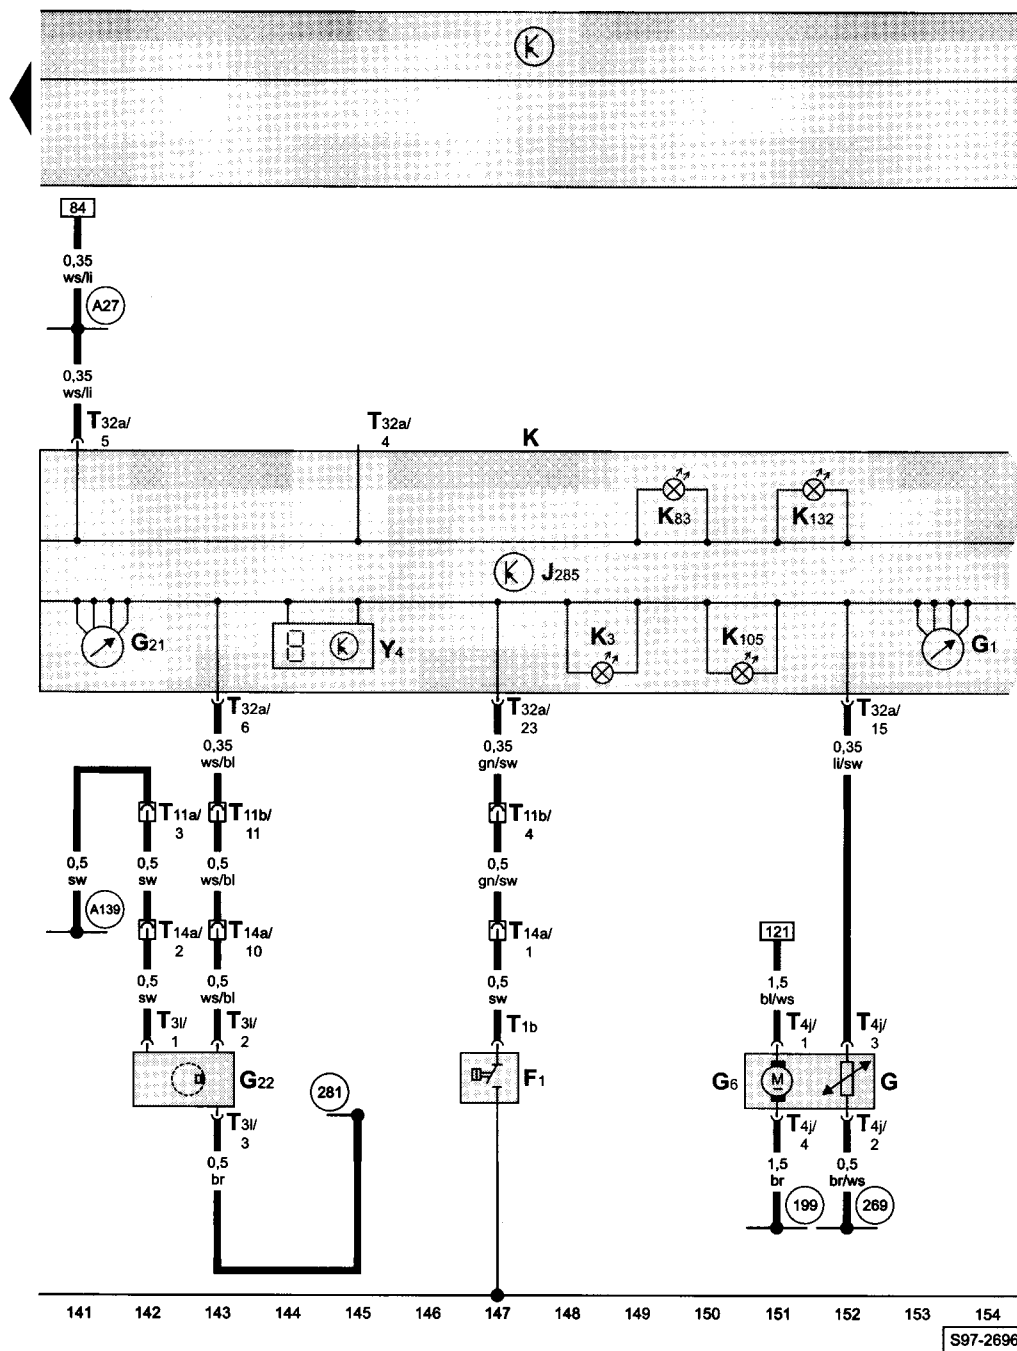 84
0,35
ws/li
A27
0,35
ws/li
T32a/
5
T32a/
4
K
K83
K132
J285
G21
Y4
K3
K105
G1
T32a/
6
T32a/
23
T32a/
15
0,35
ws/bl
0,35
gn/sw
0,35
li/sw
T11a/
3
T11b/
11
T11b/
4
0,5
sw
0,5
sw
0,5
ws/bl
0,5
gn/sw
A139
T14a/
2
T14a/
10
T14a/
1
121
0,5
sw
0,5
ws/bl
0,5
sw
1,5
bl/ws
T3l/
1
T3l/
2
T1b
T4j/
1
T4j/
3
G22
F1
G6
M
G
281
T3l/
3
T4j/
4
T4j/
2
0,5
br
1,5
br
0,5
br/ws
199
269
141 142 143 144 145 146 147 148 149 150 151 152 153 154
S97-2696